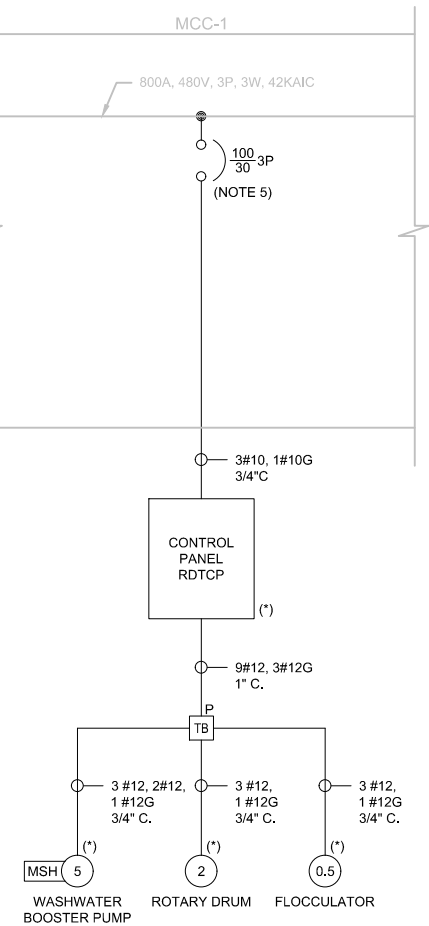 MCC-1
800A, 480V, 3P, 3W, 42KAIC
100
30
3P
(NOTE 5)
3#10, 1#10G
3/4"C
CONTROL
PANEL
RDTCP
(*)
9#12, 3#12G
1" C.
P
TB
3 #12, 2#12,
1 #12G
3/4" C.
3 #12,
1 #12G
3/4" C.
3 #12,
1 #12G
3/4" C.
(*)
(*)
(*)
MSH
5
2
0.5
WASHWATER
BOOSTER PUMP
ROTARY DRUM
FLOCCULATOR